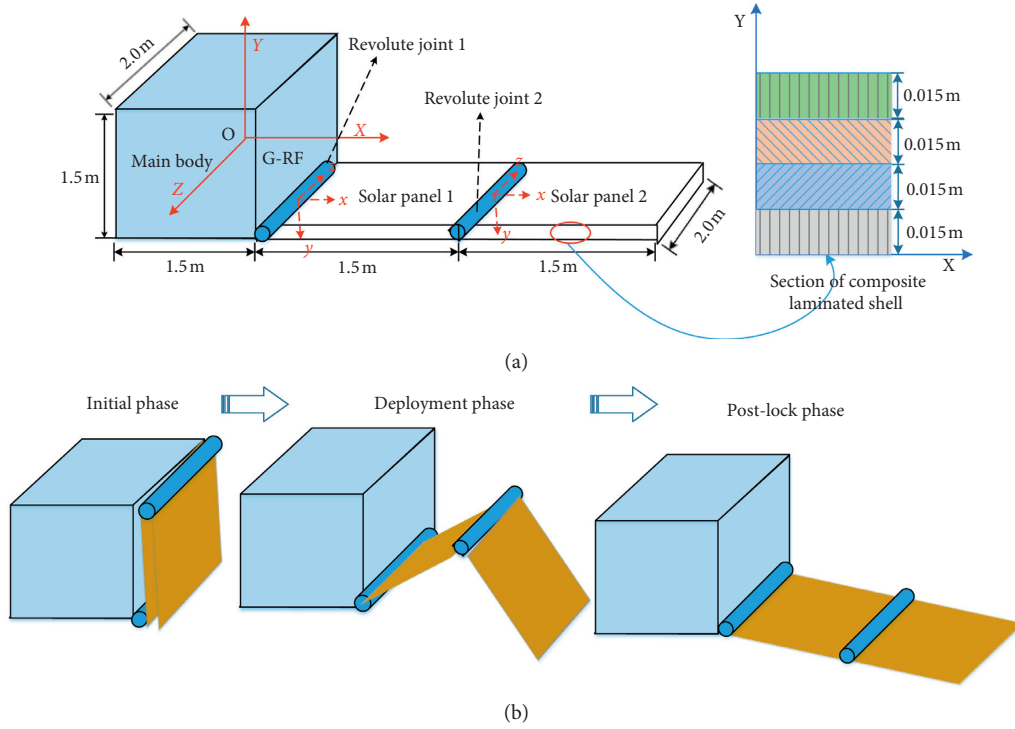 2.0 m
Y
Revolute joint 1
Revolute joint 2
O
X
G-RF
Main body
Z
1.5 m
z
x
Solar panel 1
y
z
x
Solar panel 2
y
2.0 m
1.5 m
1.5 m
1.5 m
Y
0.015 m
0.015 m
0.015 m
0.015 m
X
Section of composite
laminated shell
(a)
Initial phase
Deployment phase
Post-lock phase
(b)